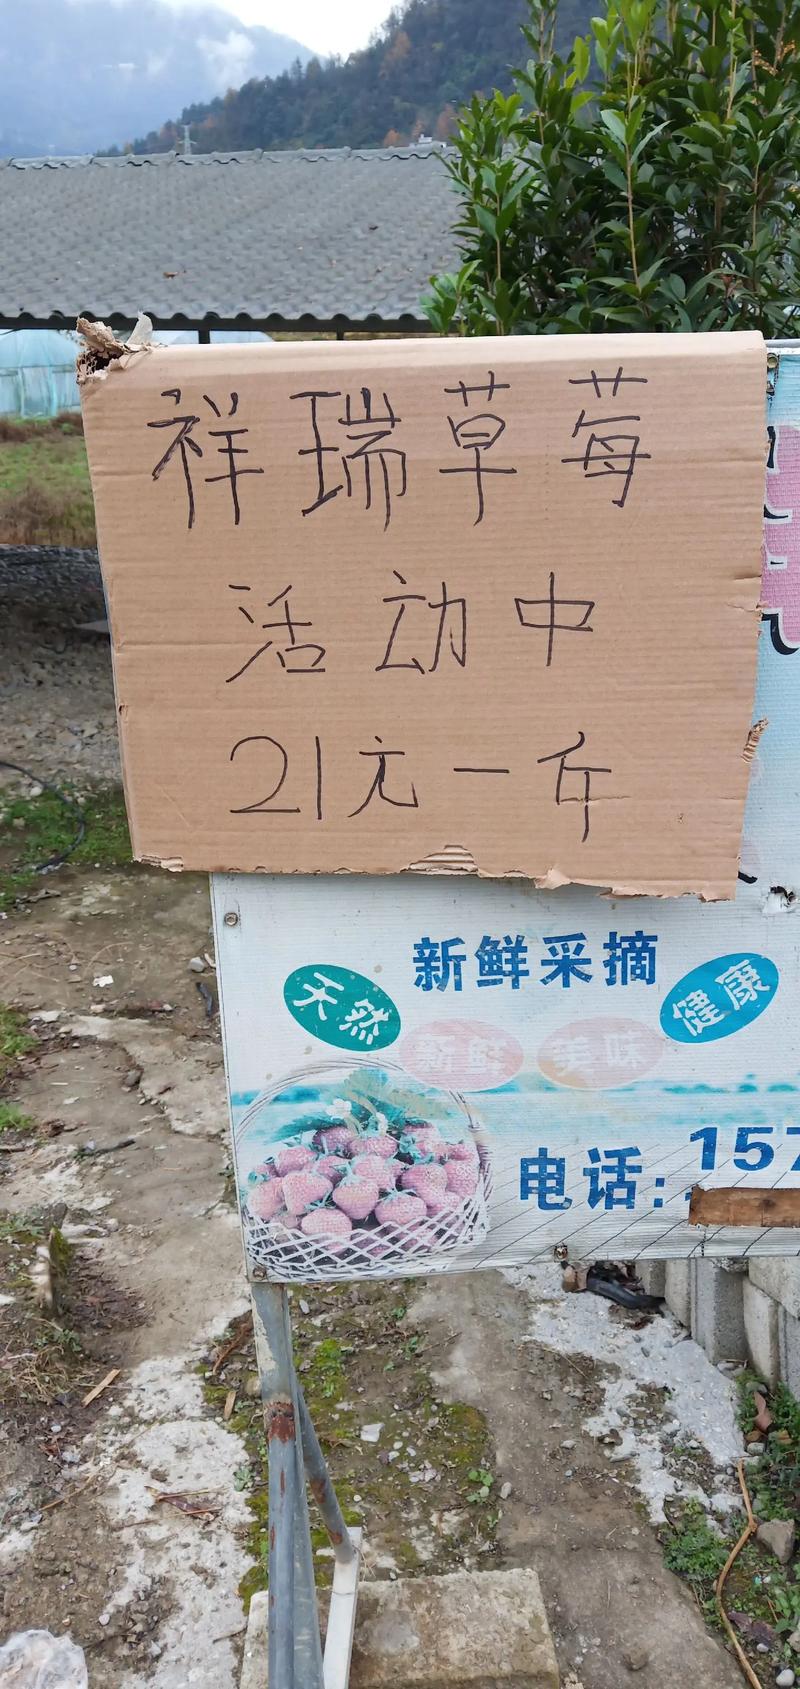 祥瑞草莓
活动中
21元一斤
新鲜采摘
天然 新鲜 美味 健康
电话: 157